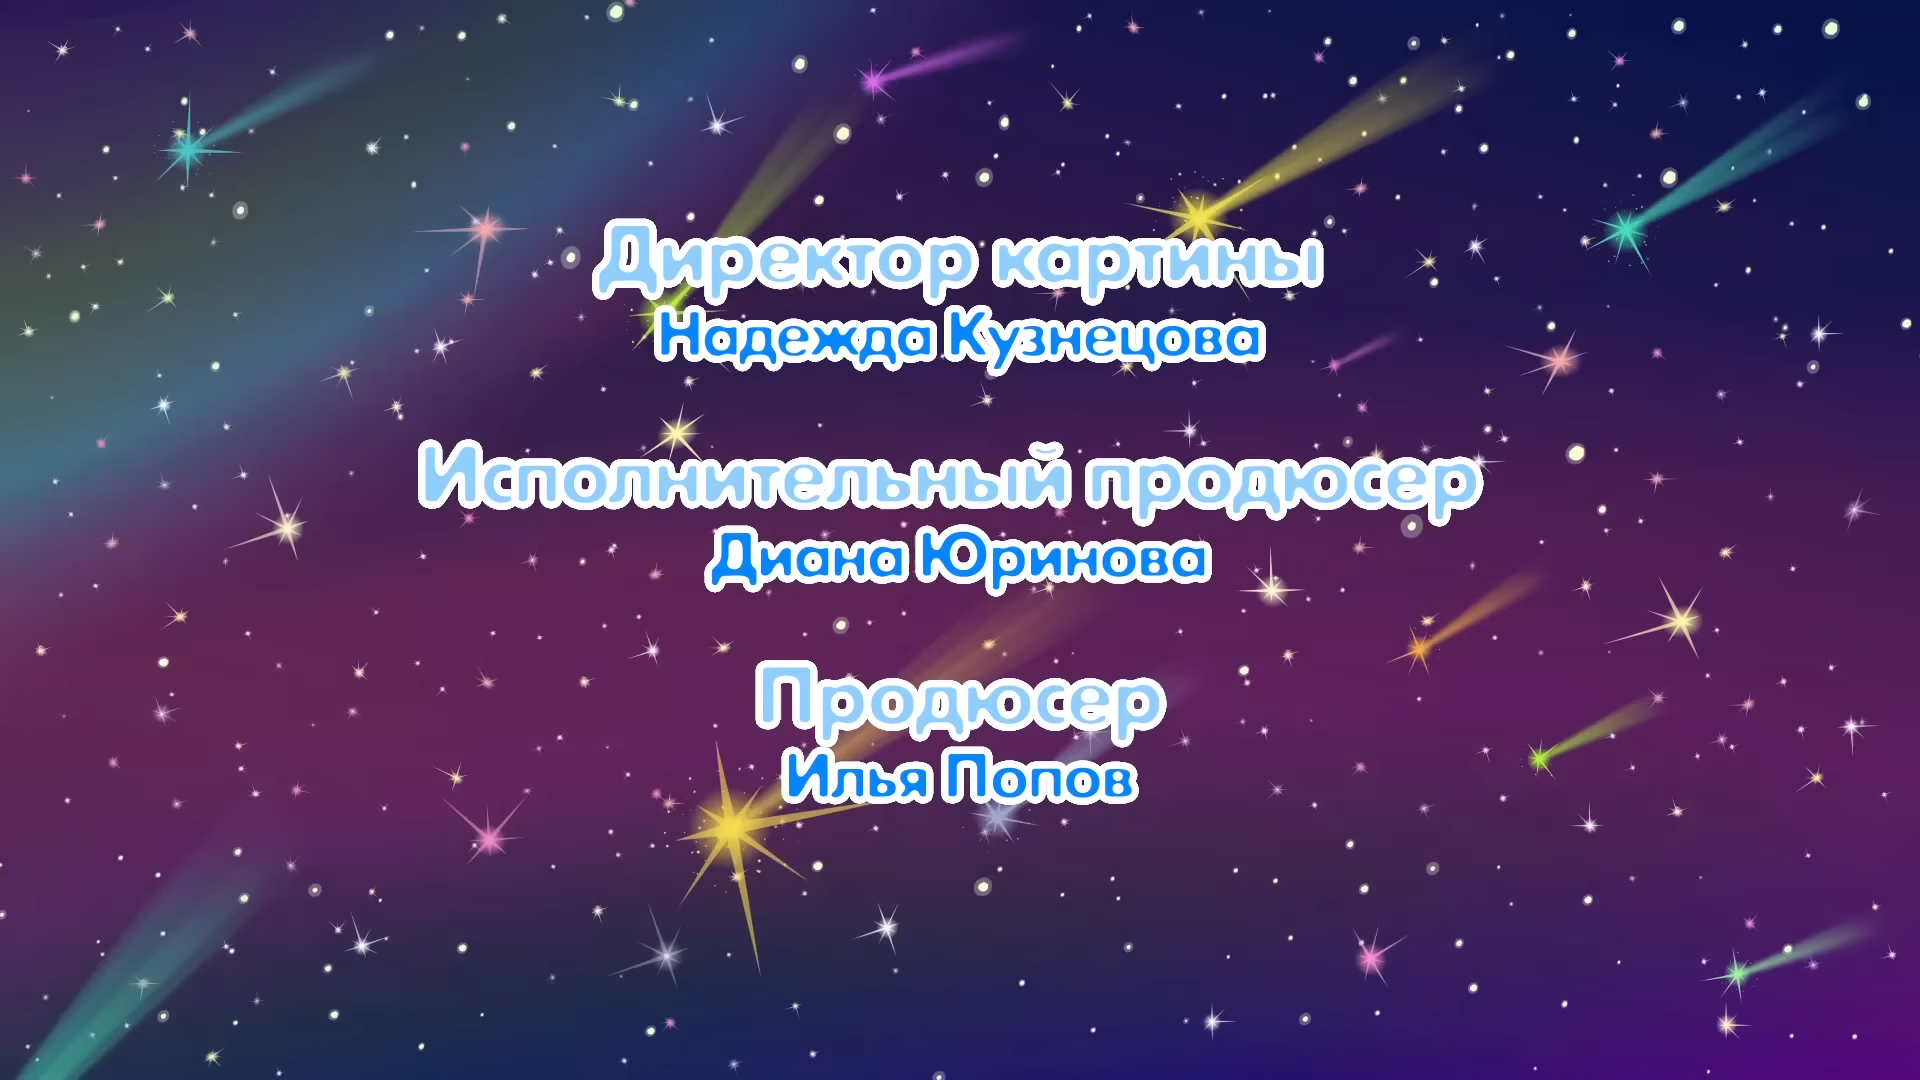 Директор картины
Надежда Кузнецова
Исполнительный продюсер
Диана Юринова
Продюсер
Илья Попов